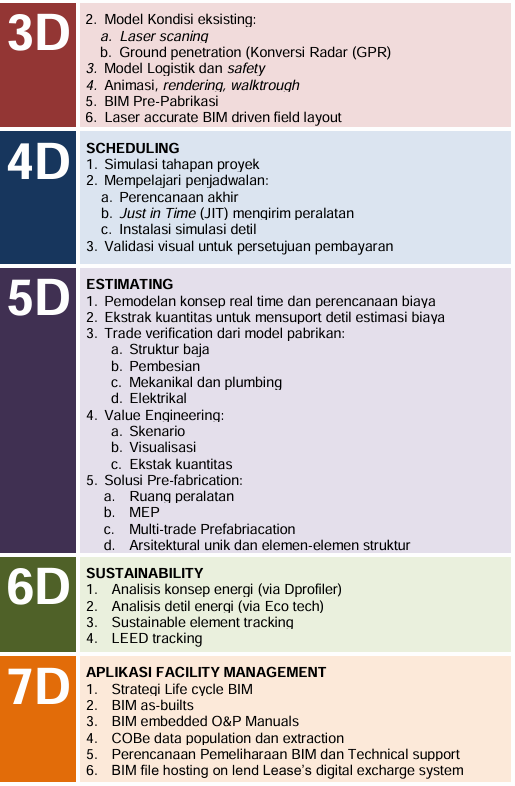 3D
2. Model Kondisi eksisting:
a. Laser scaning
b. Ground penetration (Konversi Radar (GPR)
3. Model Logistik dan safety
4. Animasi, rendering, walktrough
5. BIM Pre-Pabrikasi
6. Laser accurate BIM driven field layout
4D
SCHEDULING
1. Simulasi tahapan proyek
2. Mempelajari penjadwalan:
a. Perencanaan akhir
b. Just in Time (JIT) mengirim peralatan
c. Instalasi simulasi detil
3. Validasi visual untuk persetujuan pembayaran
5D
ESTIMATING
1. Pemodelan konsep real time dan perencanaan biaya
2. Ekstrak kuantitas untuk mensuport detil estimasi biaya
3. Trade verification dari model pabrikan:
a. Struktur baja
b. Pembesian
c. Mekanikal dan plumbing
d. Elektrikal
4. Value Engineering:
a. Skenario
b. Visualisasi
c. Ekstak kuantitas
5. Solusi Pre-fabrication:
a. Ruang peralatan
b. MEP
c. Multi-trade Prefabriacation
d. Arsitektural unik dan elemen-elemen struktur
6D
SUSTAINABILITY
1. Analisis konsep energi (via Dprofiler)
2. Analisis detil energi (via Eco tech)
3. Sustainable element tracking
4. LEED tracking
7D
APLIKASI FACILITY MANAGEMENT
1. Strategi Life cycle BIM
2. BIM as-builts
3. BIM embedded O&P Manuals
4. COBe data population dan extraction
5. Perencanaan Pemeliharaan BIM dan Technical support
6. BIM file hosting on lend Lease's digital excharge system